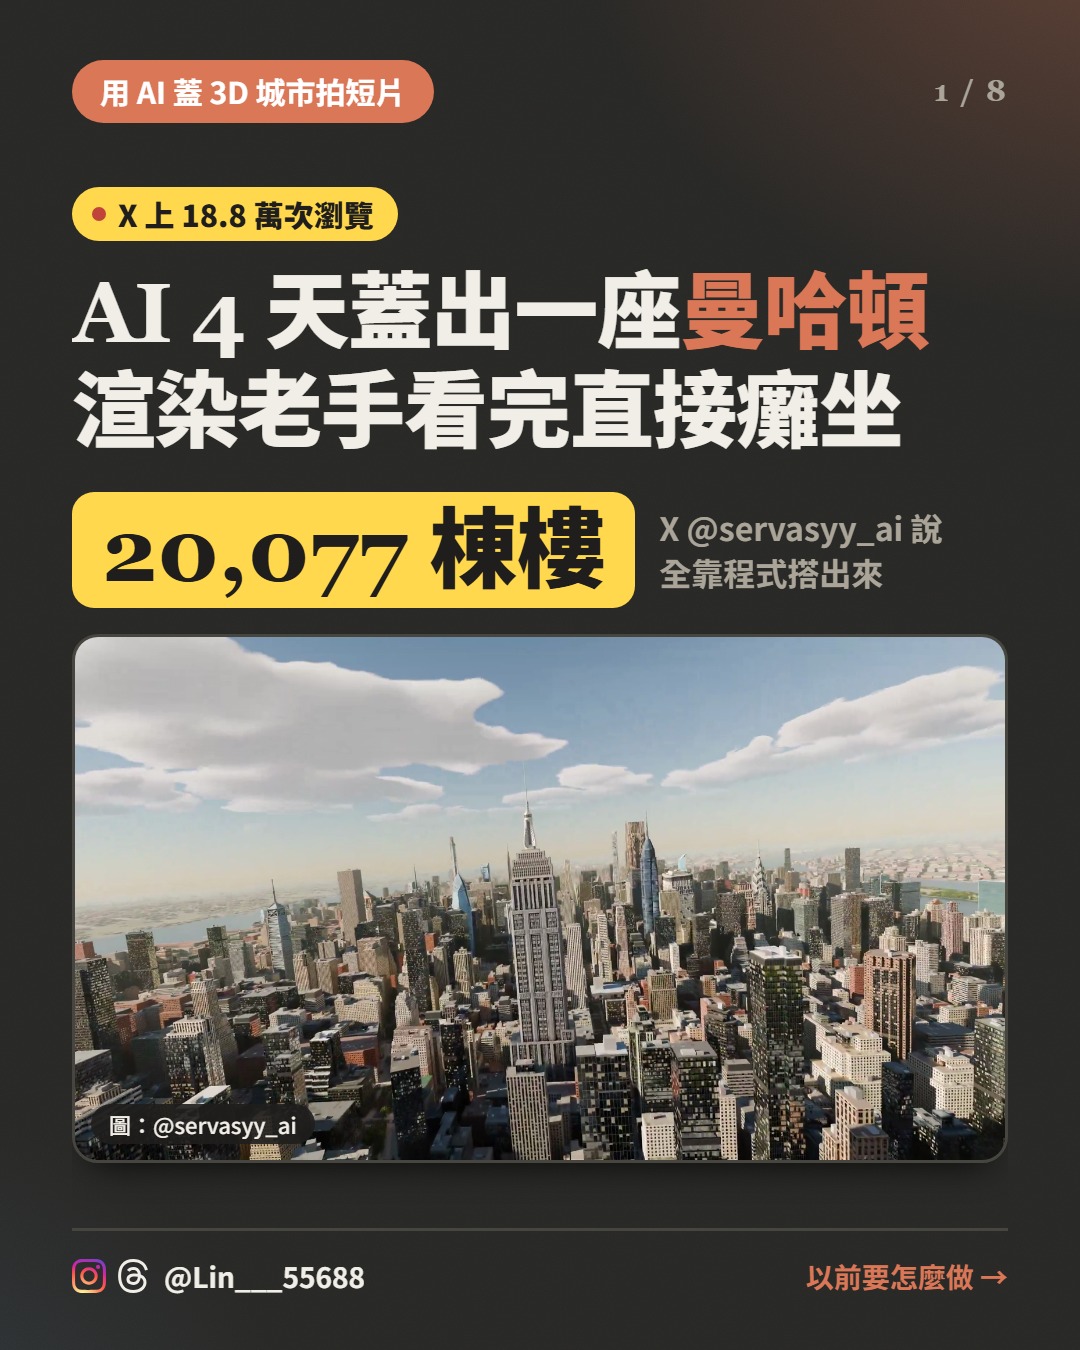 用 AI 蓋 3D 城市拍短片
1 / 8
X 上 18.8 萬次瀏覽
AI 4 天蓋出一座曼哈頓
渲染老手看完直接癱坐
20,077 棟樓
X @servasyy_ai 說
全靠程式搭出來
圖：@servasyy_ai
@Lin___55688
以前要怎麼做 →